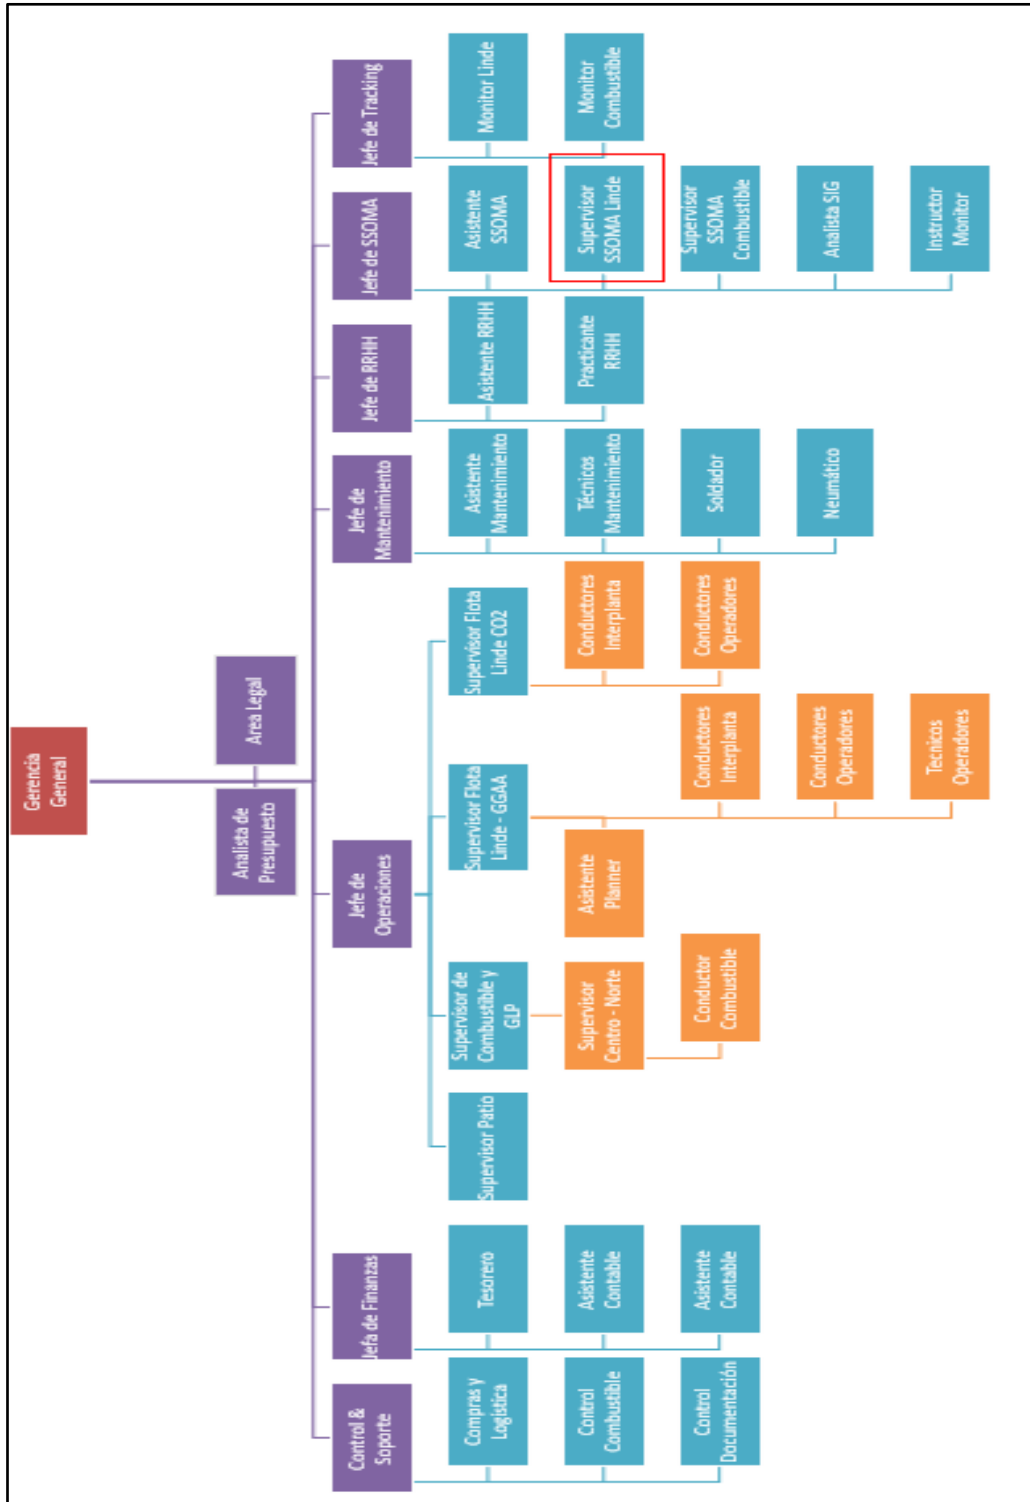 Gerencia
General
Analista de
Presupuesto
Area Legal
Control &
Soporte
Compras y
Logistica
Control
Combustible
Control
Documentación
Jefa de Finanzas
Tesorero
Asistente
Contable
Asistente
Contable
Jefe de
Operaciones
Supervisor Patio
Supervisor de
Combustible y
GLP
Supervisor
Centro - Norte
Conductor
Combustible
Supervisor Flota
Linde - GGAA
Asistente
Planner
Conductores
Interplanta
Conductores
Operadores
Tecnicos
Operadores
Supervisor Flota
Linde CO2
Conductores
Interplanta
Conductores
Operadores
Jefe de
Mantenimiento
Asistente
Mantenimiento
Técnicos
Mantenimiento
Soldador
Neumático
Jefe de RRHH
Asistente RRHH
Practicante
RRHH
Jefe de SSOMA
Asistente
SSOMA
Supervisor
SSOMA Linde
Supervisor
SSOMA
Combustible
Analista SIG
Instructor
Monitor
Jefe de Tracking
Monitor Linde
Monitor
Combustible